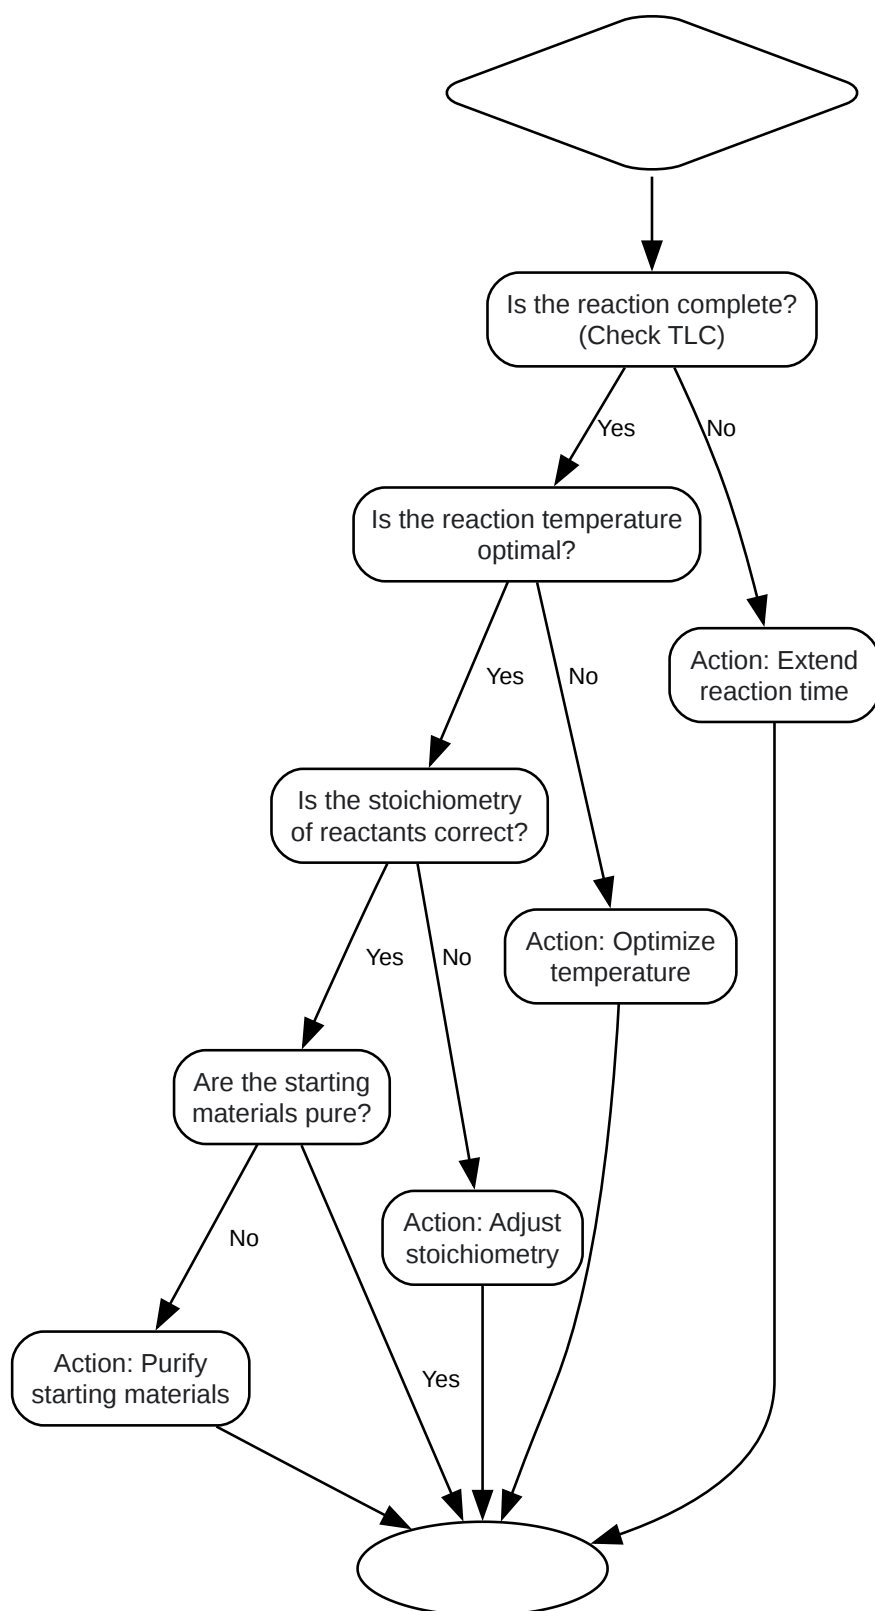 Is the reaction complete?
(Check TLC)
Yes
No
Is the reaction temperature
optimal?
Action: Extend
reaction time
Yes
No
Is the stoichiometry
of reactants correct?
Action: Optimize
temperature
Yes
No
Are the starting
materials pure?
Action: Adjust
stoichiometry
No
Action: Purify
starting materials
Yes